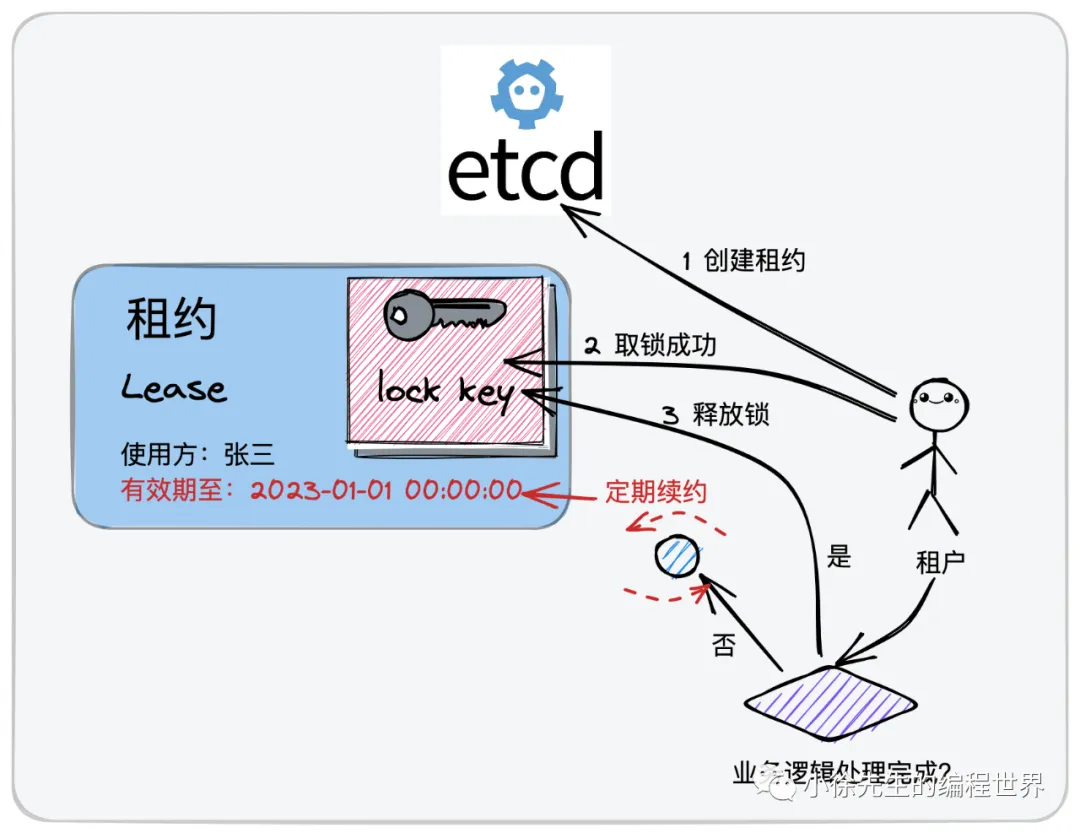 etcd
1 创建租约
租约
Lease
使用方：张三
有效期至：2023-01-01 00:00:00
lock key
2 取锁成功
3 释放锁
定期续约
是
否
租户
业务逻辑处理完成?
小徐先生的编程世界